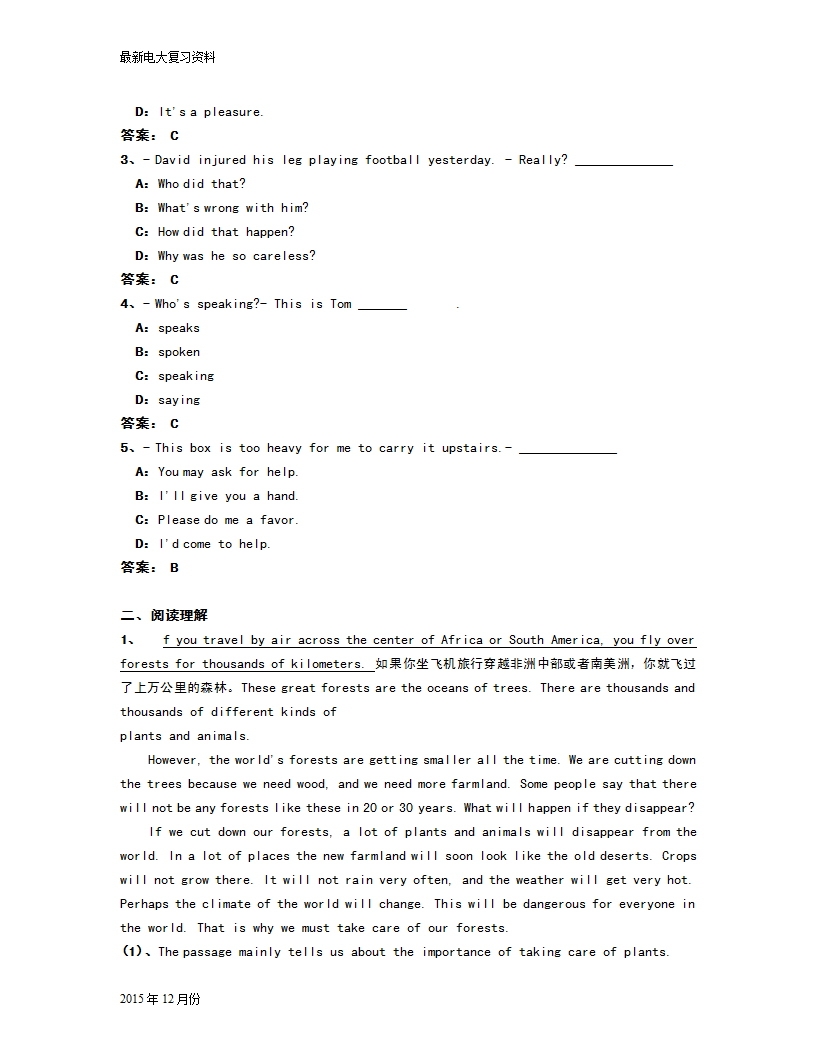 最新电大复习资料
D：It's a pleasure.
答案： C
3、- David injured his leg playing football yesterday. - Really? ______________
A：Who did that?
B：What's wrong with him?
C：How did that happen?
D：Why was he so careless?
答案： C
4、- Who's speaking?- This is Tom _______ .
A：speaks
B：spoken
C：speaking
D：saying
答案： C
5、- This box is too heavy for me to carry it upstairs.- ______________
A：You may ask for help.
B：I'll give you a hand.
C：Please do me a favor.
D：I'd come to help.
答案： B
二、阅读理解
1、 f you travel by air across the center of Africa or South America, you fly over
forests for thousands of kilometers. 如果你坐飞机旅行穿越非洲中部或者南美洲，你就飞过
了上万公里的森林。These great forests are the oceans of trees. There are thousands and
thousands of different kinds of
plants and animals.
However, the world's forests are getting smaller all the time. We are cutting down
the trees because we need wood, and we need more farmland. Some people say that there
will not be any forests like these in 20 or 30 years. What will happen if they disappear?
If we cut down our forests, a lot of plants and animals will disappear from the
world. In a lot of places the new farmland will soon look like the old deserts. Crops
will not grow there. It will not rain very often, and the weather will get very hot.
Perhaps the climate of the world will change. This will be dangerous for everyone in
the world. That is why we must take care of our forests.
(1)、The passage mainly tells us about the importance of taking care of plants.
2015 年 12 月份